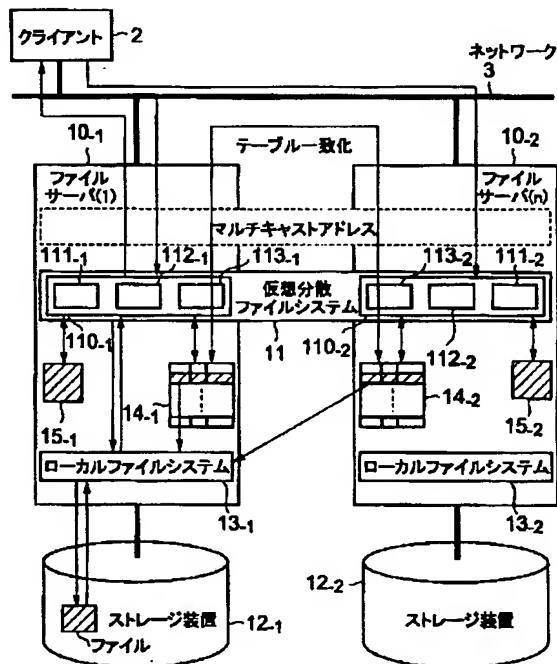 クライアント
2
ネットワーク
3
10-1
テーブル一致化
10-2
ファイル
サーバ(1)
ファイル
サーバ(n)
マルチキャストアドレス
111-1
112-1
113-1
113-2
111-2
仮想分散
ファイルシステム
110-1
11
110-2
112-2
15-1
14-1
14-2
15-2
ローカルファイルシステム
ローカルファイルシステム
13-1
13-2
12-2
ストレージ装置
12-1
ストレージ装置
ファイル